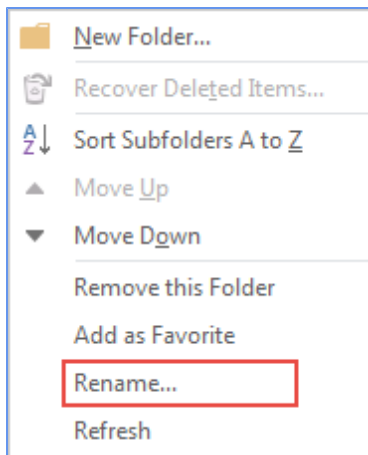 New Folder...
Recover Deleted Items...
A
Z
Sort Subfolders A to Z
Move Up
Move Down
Remove this Folder
Add as Favorite
Rename...
Refresh